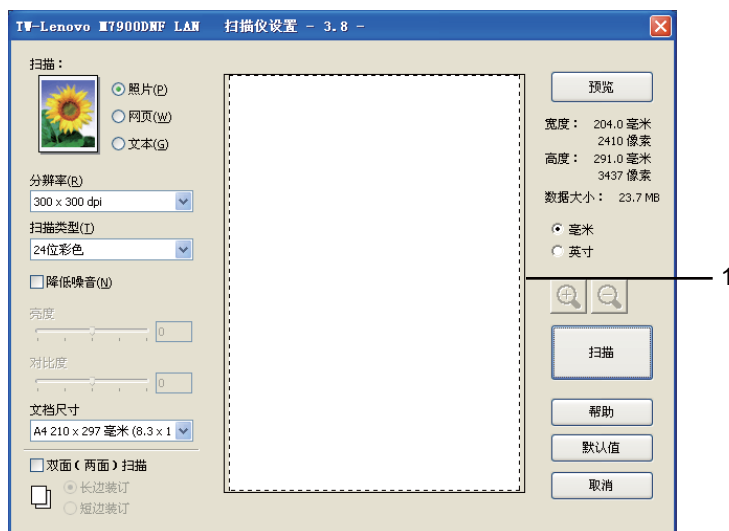 TW-Lenovo M7900DNF LAN 扫描仪设置 - 3.8 -
扫描：
照片(P)
网页(W)
文本(G)
分辨率(R)
300 x 300 dpi
扫描类型(T)
24位彩色
降低噪音(N)
亮度
0
对比度
0
文档尺寸
A4 210 x 297 毫米 (8.3 x 1
双面(两面)扫描
长边装订
短边装订
预览
宽度： 204.0 毫米
2410 像素
高度： 291.0 毫米
3437 像素
数据大小： 23.7 MB
毫米
英寸
1
扫描
帮助
默认值
取消